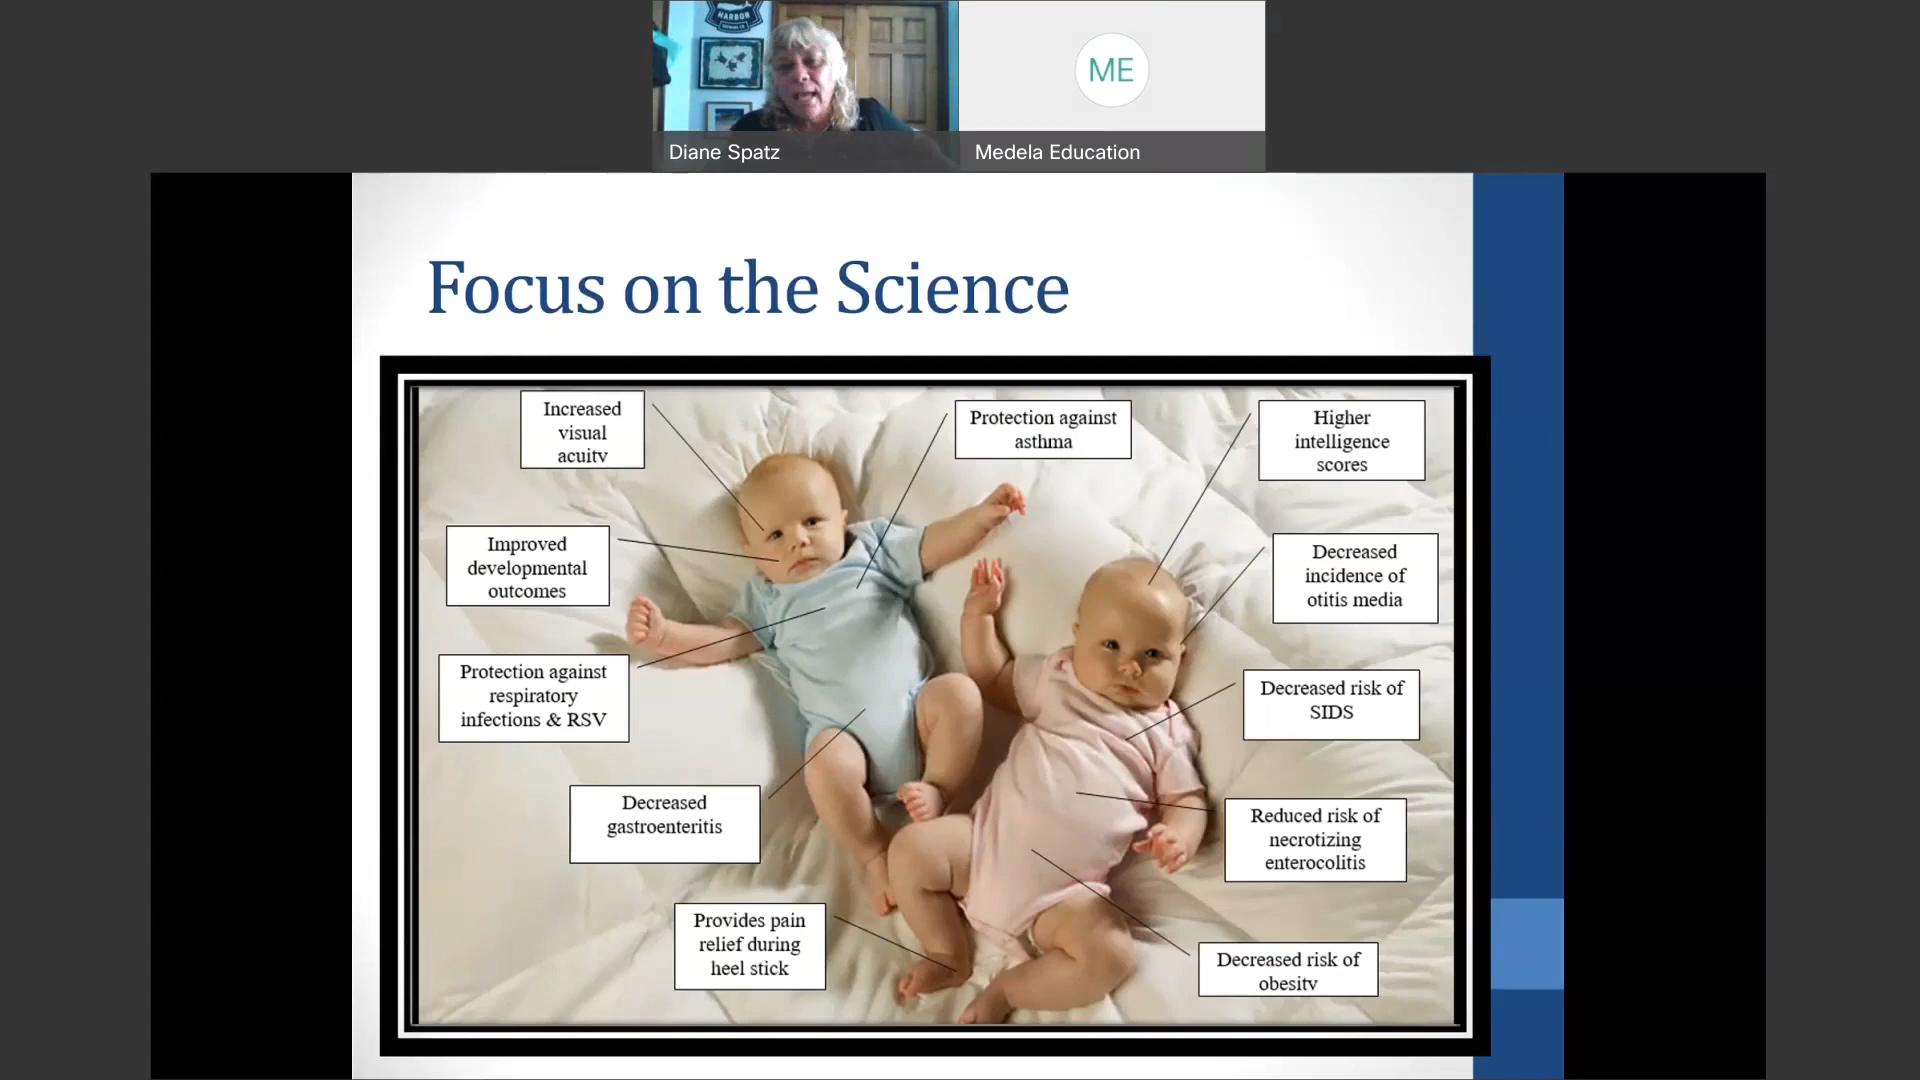 HARBOR
ME
Diane Spatz
Medela Education
Focus on the Science
Increased
visual
acuity
Protection against
asthma
Higher
intelligence
scores
Improved
developmental
outcomes
Decreased
incidence of
otitis media
Protection against
respiratory
infections & RSV
Decreased risk of
SIDS
Decreased
gastroenteritis
Reduced risk of
necrotizing
enterocolitis
Provides pain
relief during
heel stick
Decreased risk of
obesity